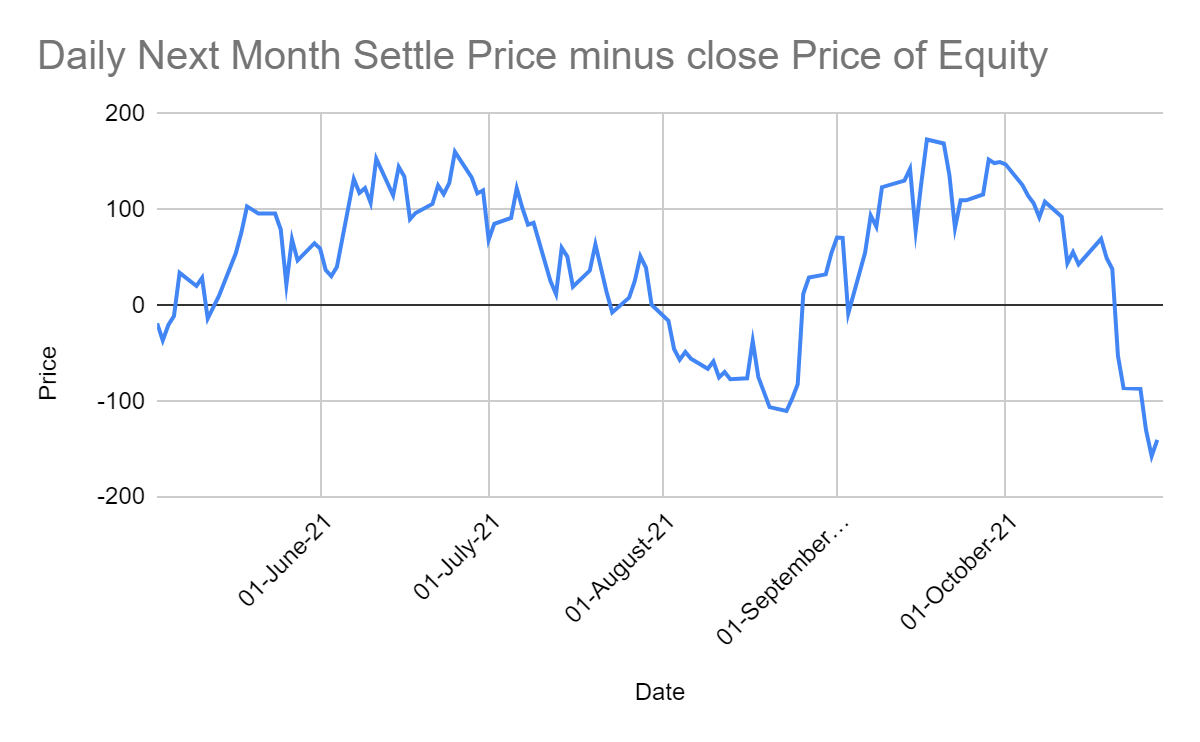 Daily Next Month Settle Price minus close Price of Equity
200
100
0
-100
-200
Price
01-June-21
01-July-21
01-August-21
01-September…
01-October-21
Date